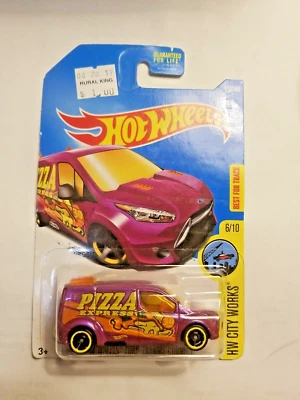 GUARANTEED
FOR LIFE
RURAL KING
$ 1.00
Hot Wheels
BEST FOR TRACK
6/10
HW CITY WORKS
PIZZA
EXPRESS
3+
PIZZA
EXPRESS